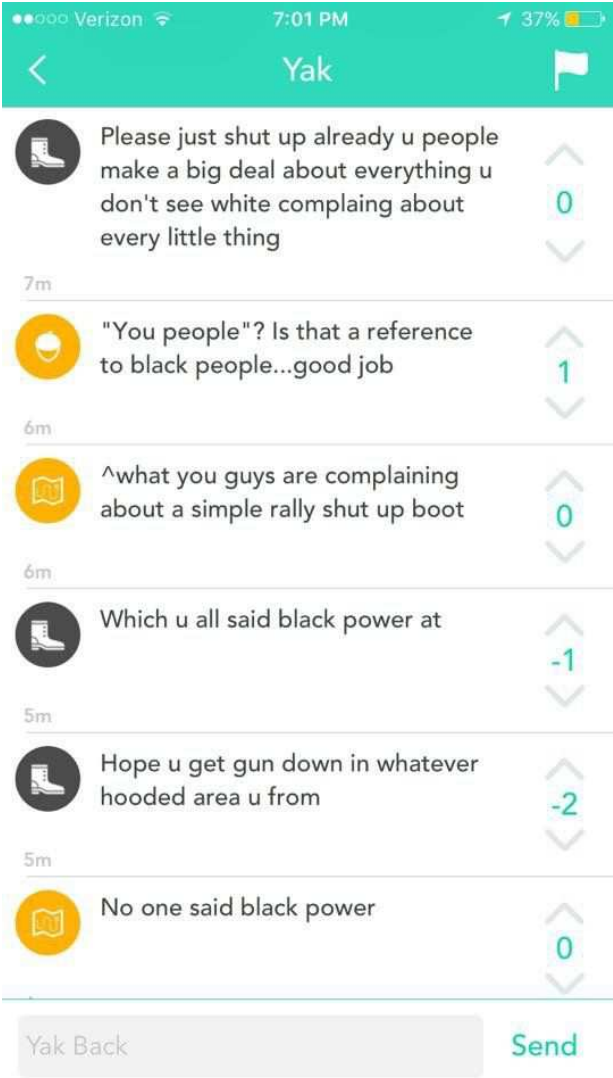 Verizon 7:01 PM 37%
Yak
Please just shut up already u people
make a big deal about everything u
don't see white complaing about
every little thing
0
7m
"You people"? Is that a reference
to black people...good job
1
6m
^what you guys are complaining
about a simple rally shut up boot
0
6m
Which u all said black power at
-1
5m
Hope u get gun down in whatever
hooded area u from
-2
5m
No one said black power
0
Yak Back
Send